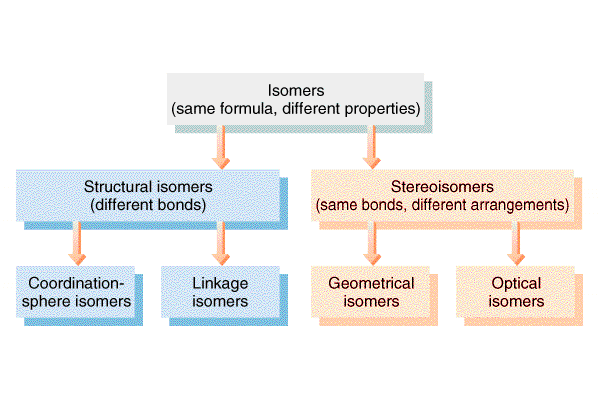 Isomers
(same formula, different properties)
Structural isomers
(different bonds)
Stereoisomers
(same bonds, different arrangements)
Coordination-
sphere isomers
Linkage
isomers
Geometrical
isomers
Optical
isomers